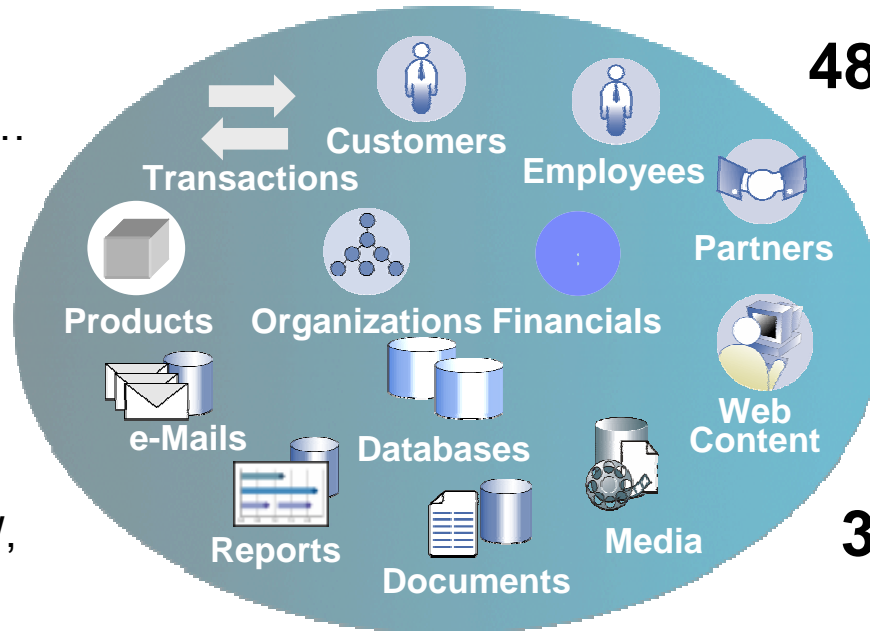 48
...
Customers
Transactions
Employees
Partners
Products
Organizations
Financials
e-Mails
Databases
Web
Content
Reports
Media
Documents
3